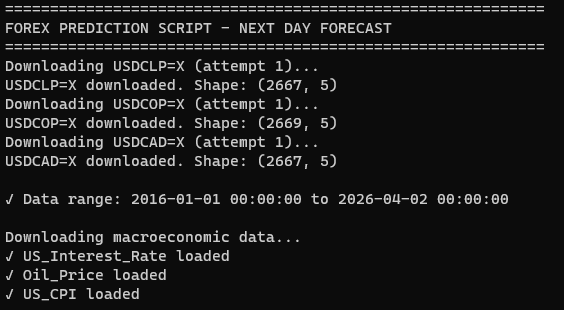 ============================================================
FOREX PREDICTION SCRIPT - NEXT DAY FORECAST
============================================================
Downloading USDCLP=X (attempt 1)...
USDCLP=X downloaded. Shape: (2667, 5)
Downloading USDCOP=X (attempt 1)...
USDCOP=X downloaded. Shape: (2669, 5)
Downloading USDCAD=X (attempt 1)...
USDCAD=X downloaded. Shape: (2667, 5)
√ Data range: 2016-01-01 00:00:00 to 2026-04-02 00:00:00
Downloading macroeconomic data...
√ US_Interest_Rate loaded
√ Oil_Price loaded
√ US_CPI loaded